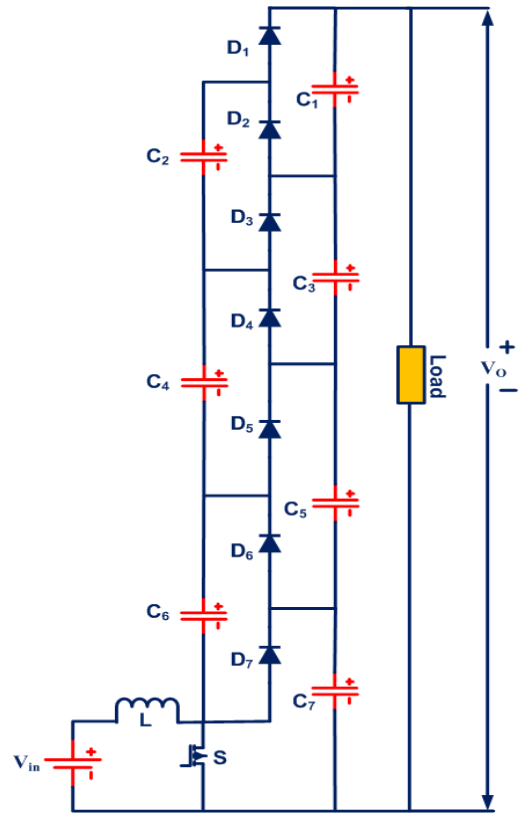 D₁
C₁
D₂
C₂
D₃
C₃
D₄
C₄
D₅
C₅
D₆
C₆
D₇
C₇
L
S
Vin
Load
+
Vo
−